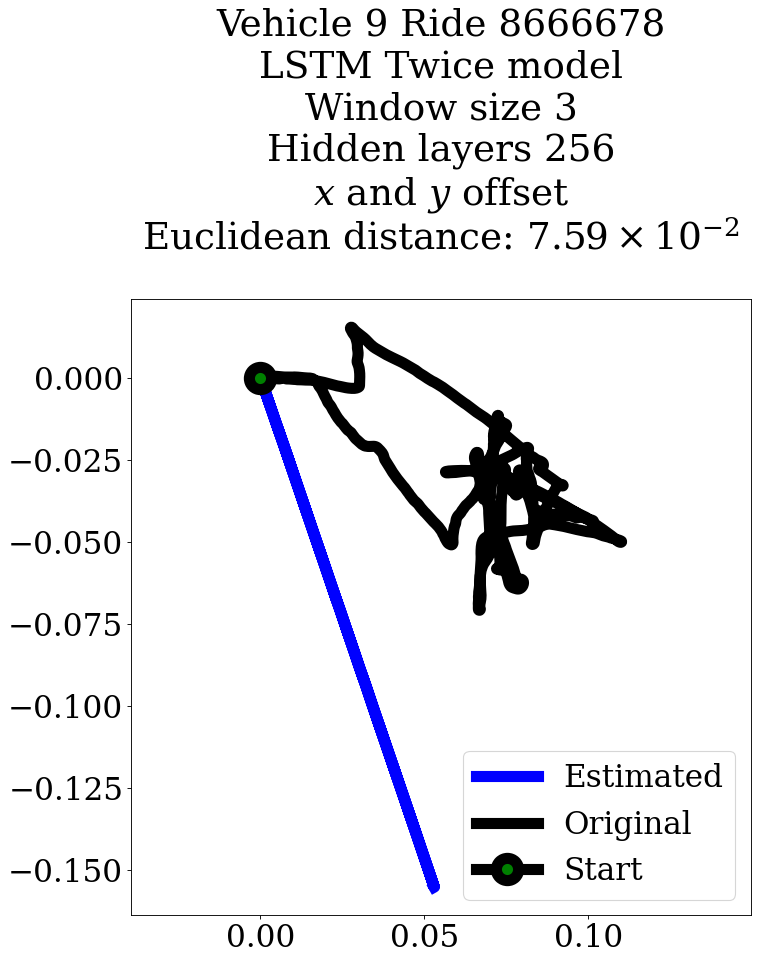 Vehicle 9 Ride 8666678
LSTM Twice model
Window size 3
Hidden layers 256
x and y offset
Euclidean distance: 7.59 × 10⁻²
0.000
−0.025
−0.050
−0.075
−0.100
−0.125
−0.150
Estimated
Original
Start
0.00 0.05 0.10